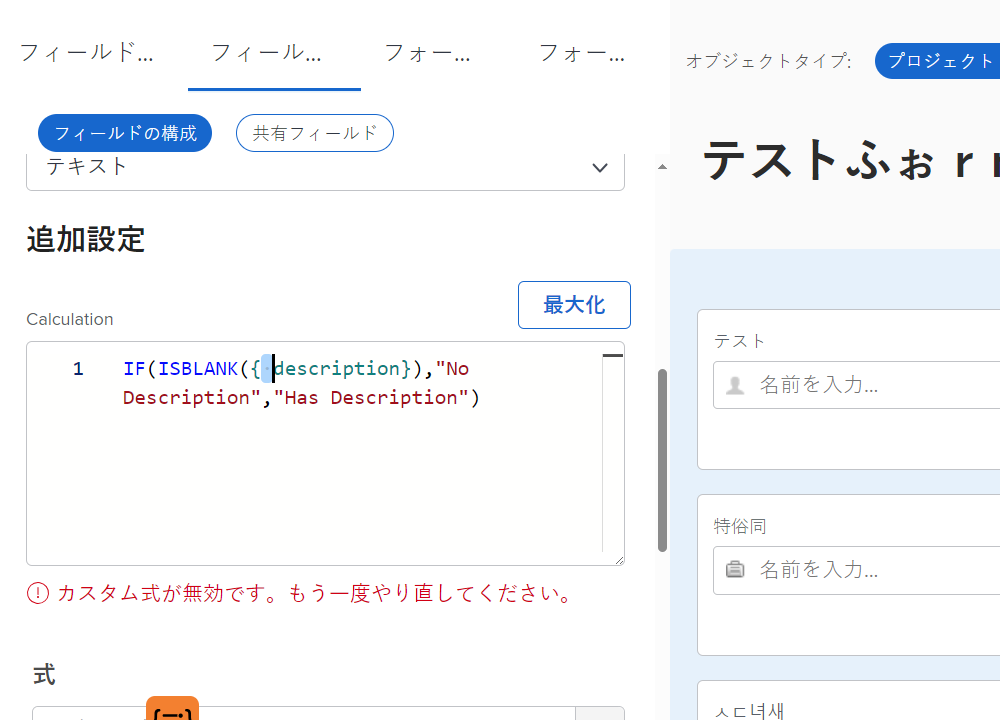 フィールド...
フィール...
フォー...
フォー...
オブジェクトタイプ:
プロジェクト
フィールドの構成
共有フィールド
テキスト
テストふぉｒ
追加設定
最大化
Calculation
1 IF(ISBLANK({ description}),"No
Description","Has Description")
カスタム式が無効です。もう一度やり直してください。
式
テスト
名前を入力...
特俗同
名前を入力...
ㅅㄷ녀새